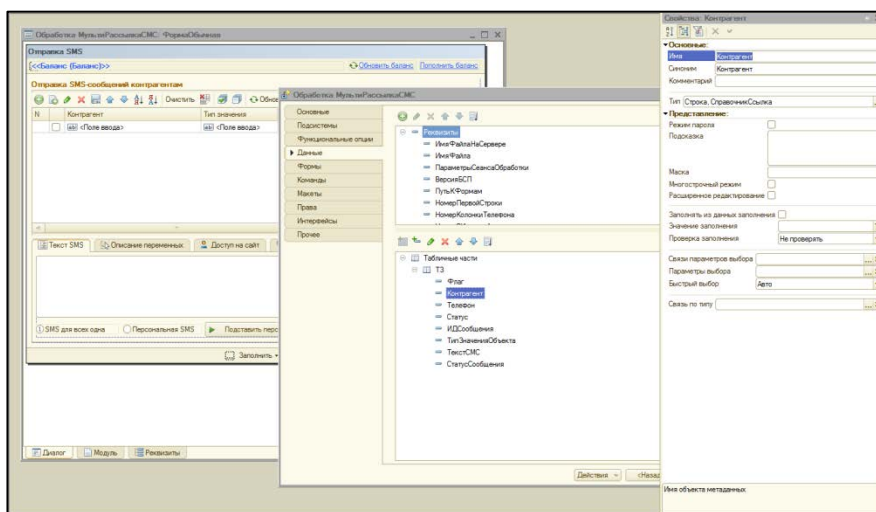 Обработка МультиРассылкаСМС: ФормаОбычная
Отправка SMS
<<Баланс (Баланс)>>
Обновить баланс Пополнить баланс
Отправка SMS-сообщений контрагентам
Очистить
N Контрагент Тип значения
<Поле ввода> <Поле ввода>
Текст SMS Описание переменных Доступ на сайт
SMS для всех одна Персональная SMS Подставить перс
Заполнить
Диалог Модуль Реквизиты
Обработка МультиРассылкаСМС
Основные
Подсистемы
Функциональные опции
Данные
Формы
Команды
Макеты
Права
Интерфейсы
Прочее
Реквизиты
ИмяФайлаНаСервере
ИмяФайла
ПараметрыСеансаОбработки
ВерсияБСП
ПутьКФормам
НомерПервойСтроки
НомерКолонкиТелефона
Табличные части
ТЗ
Флаг
Контрагент
Телефон
Статус
ИДСообщения
ТипЗначенияОбъекта
ТекстСМС
СтатусСообщения
Действия <Назад
Свойства: Контрагент
Основные:
Имя Контрагент
Синоним Контрагент
Комментарий
Тип Строка, СправочникСсылка
Представление:
Режим пароля
Подсказка
Маска
Многострочный режим
Расширенное редактирование
Заполнять из данных заполнения
Значение заполнения
Проверка заполнения Не проверять
Связи параметров выбора
Параметры выбора
Быстрый выбор Авто
Связь по типу
Имя объекта метаданных